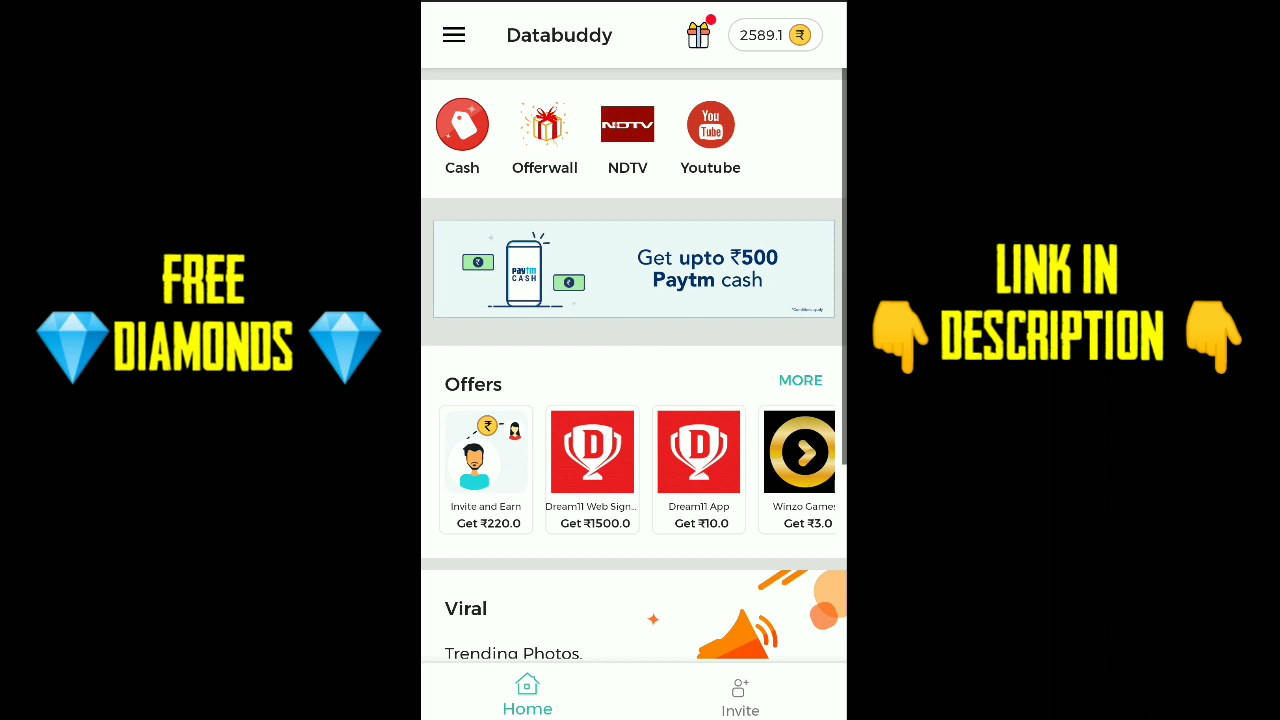 FREE
DIAMONDS
LINK IN
DESCRIPTION
Databuddy
2589.1 ₹
Cash
Offerwall
NDTV
NDTV
You
Tube
Youtube
₹
paytm
CASH
₹
Get upto ₹500
Paytm cash
*Conditions apply
Offers
MORE
₹
D
D
Invite and Earn
Get ₹220.0
Dream11 Web Sign...
Get ₹1500.0
Dream11 App
Get ₹10.0
Winzo Games
Get ₹3.0
Viral
Trending Photos,
Home
Invite